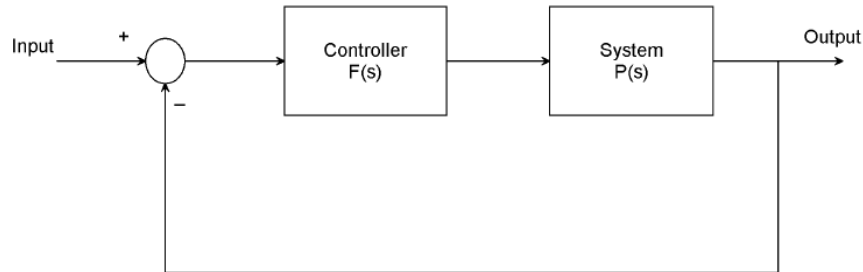 Input
+
Controller
F(s)
System
P(s)
Output
−